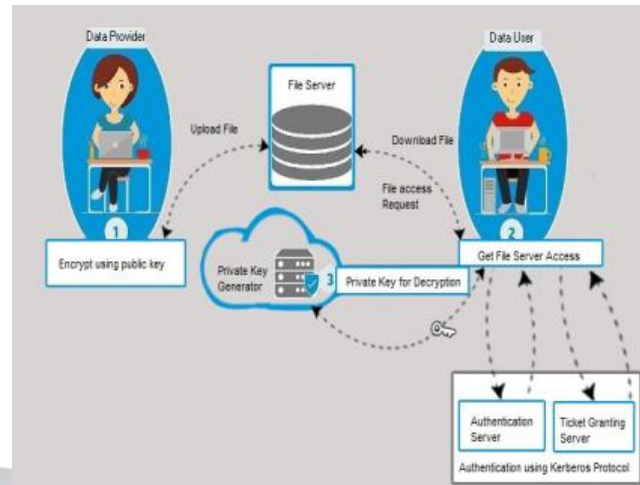 Data Provider
Data User
File Server
Upload File
Download File
File access
Request
1
2
Encrypt using public key
Get File Server Access
Private Key
Generator
3
Private Key for Decryption
Authentication
Server
Ticket Granting
Server
Authentication using Kerberos Protocol